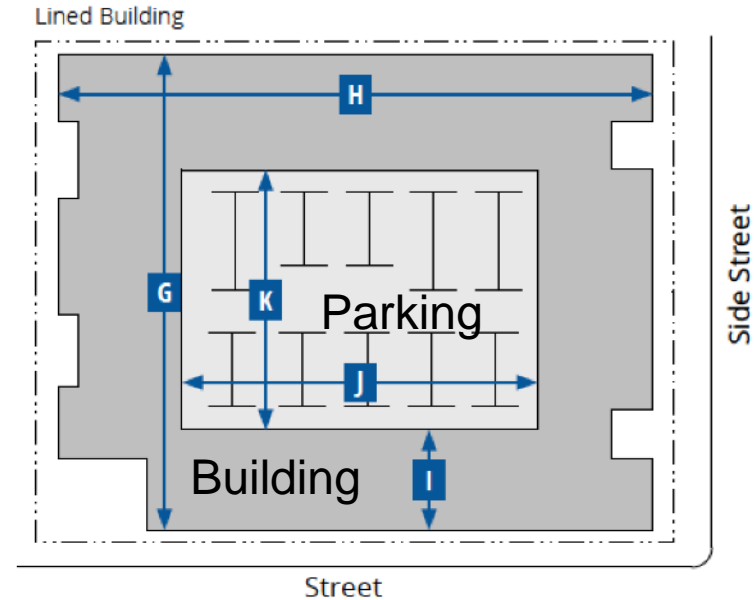 Lined Building
H
G
K
Parking
J
Building
I
Street
Side Street